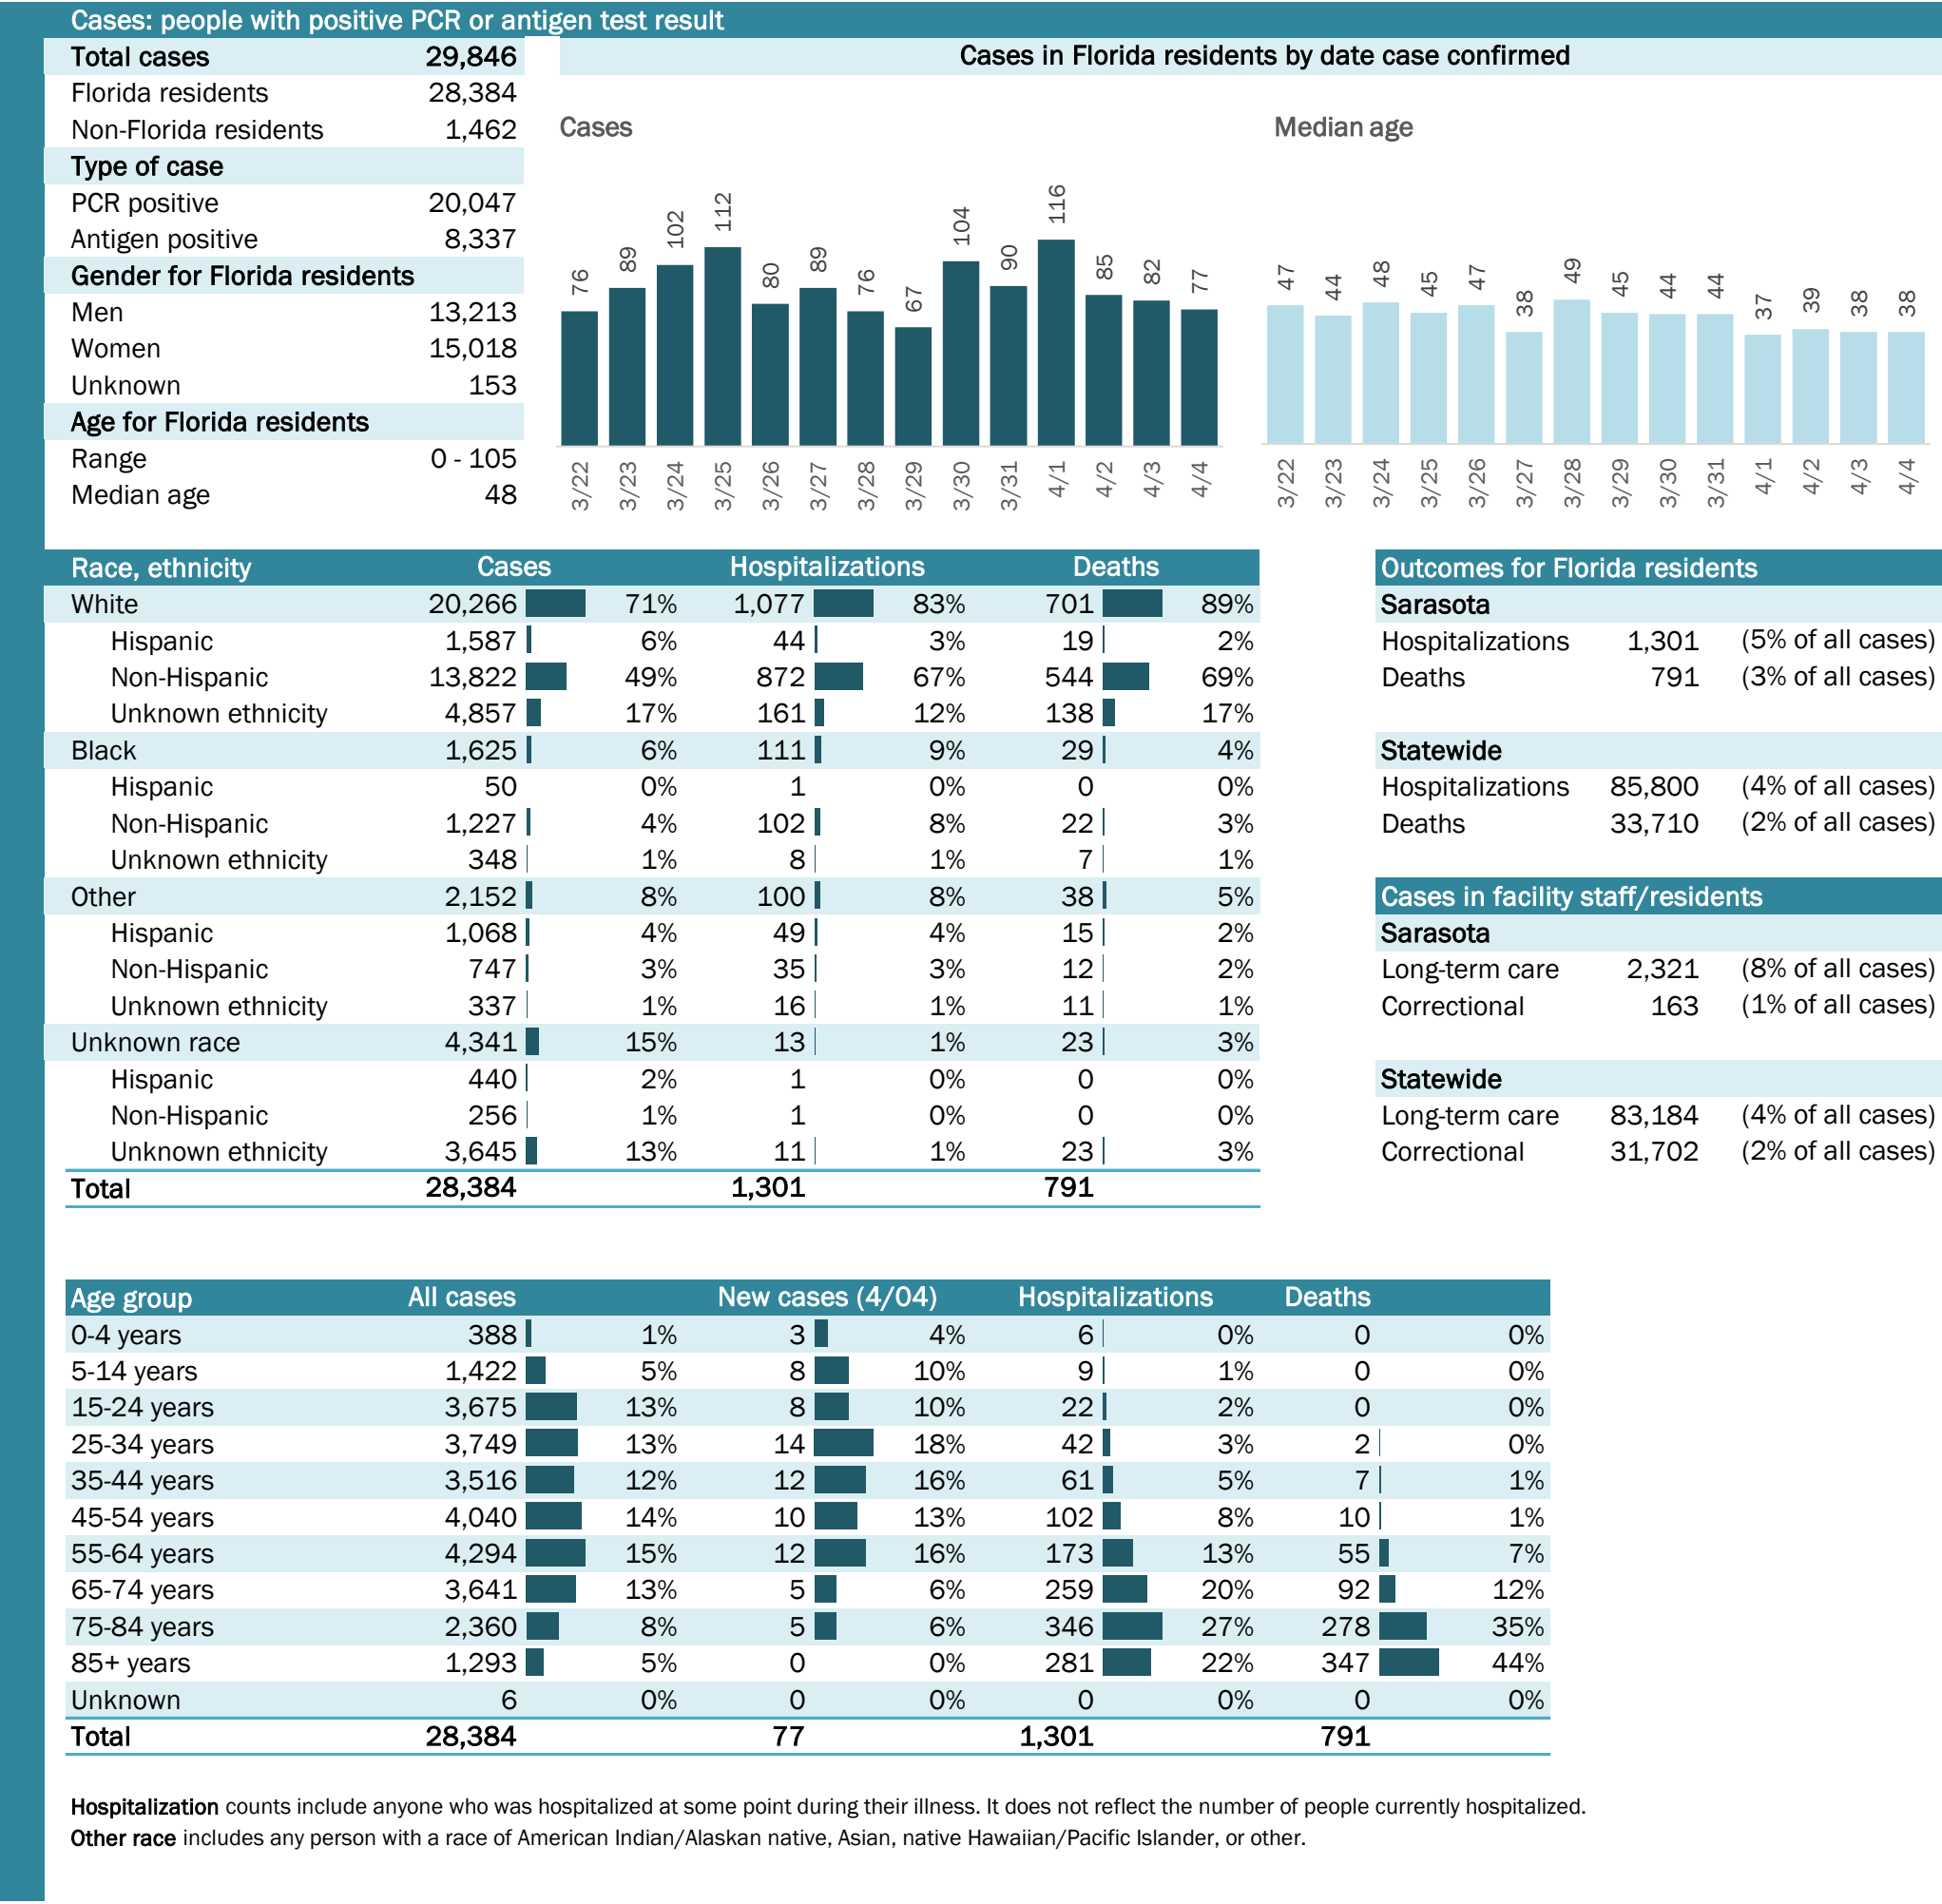 Cases: people with positive PCR or antigen test result
Total cases 29,846
Florida residents 28,384
Non-Florida residents 1,462
Type of case
PCR positive 20,047
Antigen positive 8,337
Gender for Florida residents
Men 13,213
Women 15,018
Unknown 153
Age for Florida residents
Range 0 - 105
Median age 48
Cases in Florida residents by date case confirmed
Cases
76 89 102 112 80 89 76 67 104 90 116 85 82 77
3/22 3/23 3/24 3/25 3/26 3/27 3/28 3/29 3/30 3/31 4/1 4/2 4/3 4/4
Median age
47 44 48 45 47 38 49 45 44 44 37 39 38 38
3/22 3/23 3/24 3/25 3/26 3/27 3/28 3/29 3/30 3/31 4/1 4/2 4/3 4/4
Race, ethnicity Cases Hospitalizations Deaths
White 20,266 71% 1,077 83% 701 89%
Hispanic 1,587 6% 44 3% 19 2%
Non-Hispanic 13,822 49% 872 67% 544 69%
Unknown ethnicity 4,857 17% 161 12% 138 17%
Black 1,625 6% 111 9% 29 4%
Hispanic 50 0% 1 0% 0 0%
Non-Hispanic 1,227 4% 102 8% 22 3%
Unknown ethnicity 348 1% 8 1% 7 1%
Other 2,152 8% 100 8% 38 5%
Hispanic 1,068 4% 49 4% 15 2%
Non-Hispanic 747 3% 35 3% 12 2%
Unknown ethnicity 337 1% 16 1% 11 1%
Unknown race 4,341 15% 13 1% 23 3%
Hispanic 440 2% 1 0% 0 0%
Non-Hispanic 256 1% 1 0% 0 0%
Unknown ethnicity 3,645 13% 11 1% 23 3%
Total 28,384 1,301 791
Outcomes for Florida residents
Sarasota
Hospitalizations 1,301 (5% of all cases)
Deaths 791 (3% of all cases)
Statewide
Hospitalizations 85,800 (4% of all cases)
Deaths 33,710 (2% of all cases)
Cases in facility staff/residents
Sarasota
Long-term care 2,321 (8% of all cases)
Correctional 163 (1% of all cases)
Statewide
Long-term care 83,184 (4% of all cases)
Correctional 31,702 (2% of all cases)
Age group All cases New cases (4/04) Hospitalizations Deaths
0-4 years 388 1% 3 4% 6 0% 0 0%
5-14 years 1,422 5% 8 10% 9 1% 0 0%
15-24 years 3,675 13% 8 10% 22 2% 0 0%
25-34 years 3,749 13% 14 18% 42 3% 2 0%
35-44 years 3,516 12% 12 16% 61 5% 7 1%
45-54 years 4,040 14% 10 13% 102 8% 10 1%
55-64 years 4,294 15% 12 16% 173 13% 55 7%
65-74 years 3,641 13% 5 6% 259 20% 92 12%
75-84 years 2,360 8% 5 6% 346 27% 278 35%
85+ years 1,293 5% 0 0% 281 22% 347 44%
Unknown 6 0% 0 0% 0 0% 0 0%
Total 28,384 77 1,301 791
Hospitalization counts include anyone who was hospitalized at some point during their illness. It does not reflect the number of people currently hospitalized.
Other race includes any person with a race of American Indian/Alaskan native, Asian, native Hawaiian/Pacific Islander, or other.